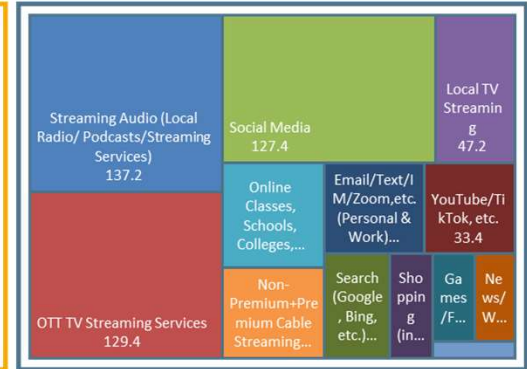 Streaming Audio (Local
Radio/ Podcasts/Streaming
Services)
137.2
OTT TV Streaming Services
129.4
Social Media
127.4
Local TV
Streamin
g
47.2
Online
Classes,
Schools,
Colleges,...
Email/Text/I
M/Zoom,etc.
(Personal &
Work)...
YouTube/Ti
kTok, etc.
33.4
Non-
Premium+Pre
mium Cable
Streaming...
Search
(Google
, Bing,
etc.)...
Sho
ppin
g
(in...
Ga
mes
/F...
Ne
ws/
W...